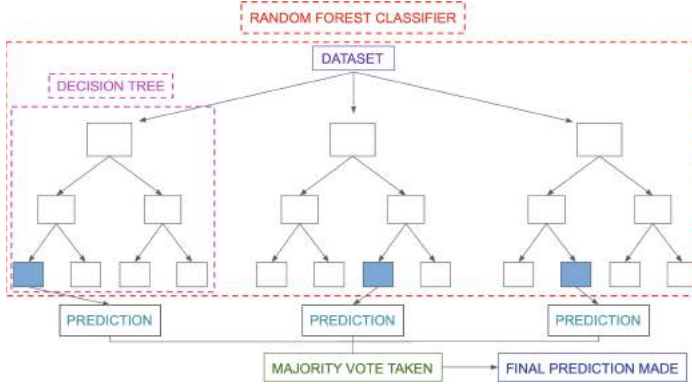 RANDOM FOREST CLASSIFIER
DATASET
DECISION TREE
PREDICTION
PREDICTION
PREDICTION
MAJORITY VOTE TAKEN
FINAL PREDICTION MADE